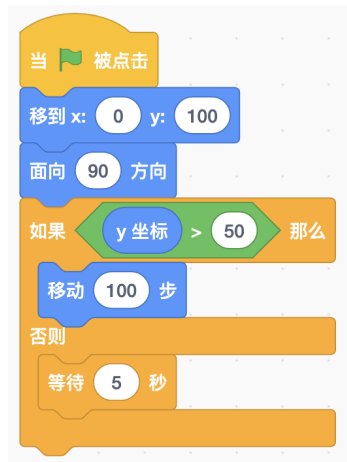 当 被点击
移到 x: 0 y: 100
面向 90 方向
如果 y 坐标 > 50 那么
移动 100 步
否则
等待 5 秒